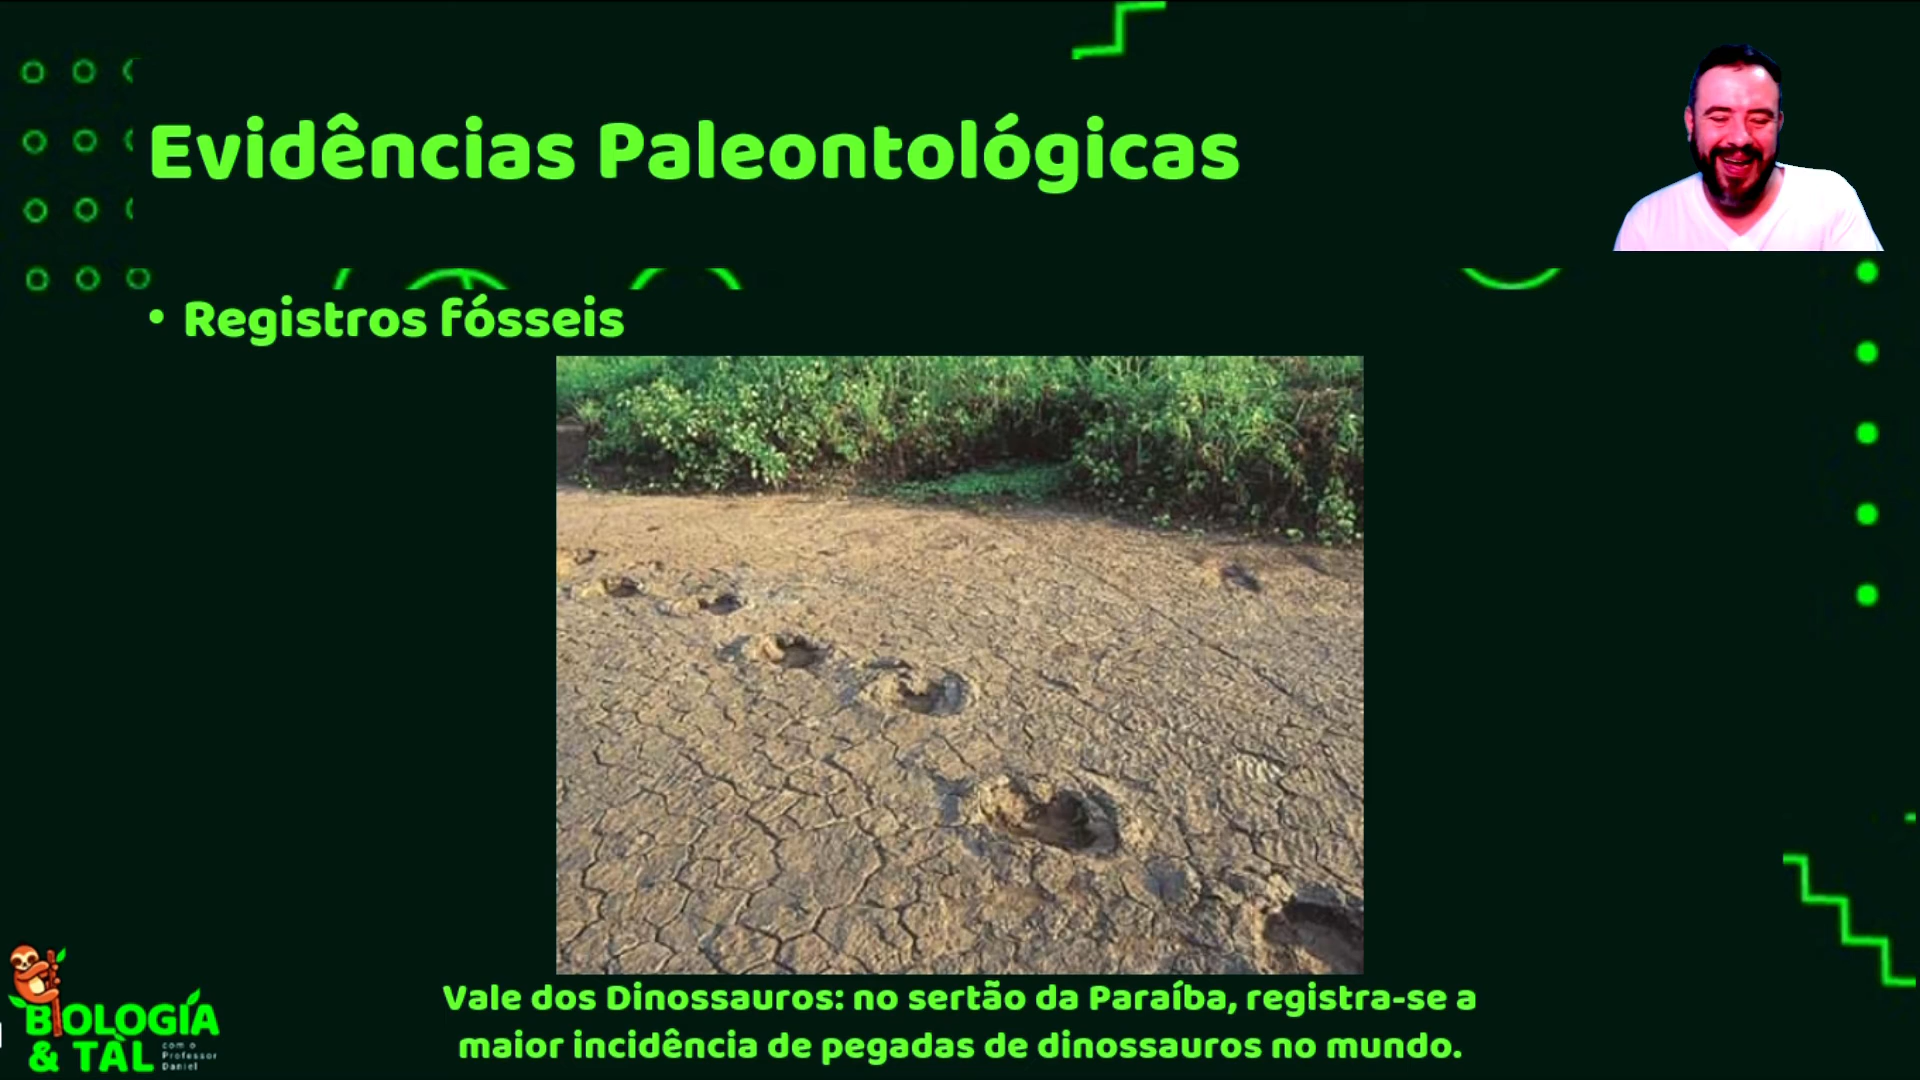 Evidências Paleontológicas
• Registros fósseis
Vale dos Dinossauros: no sertão da Paraíba, registra-se a
maior incidência de pegadas de dinossauros no mundo.
BIOLOGIA
& TAL
com o
Professor
Daniel